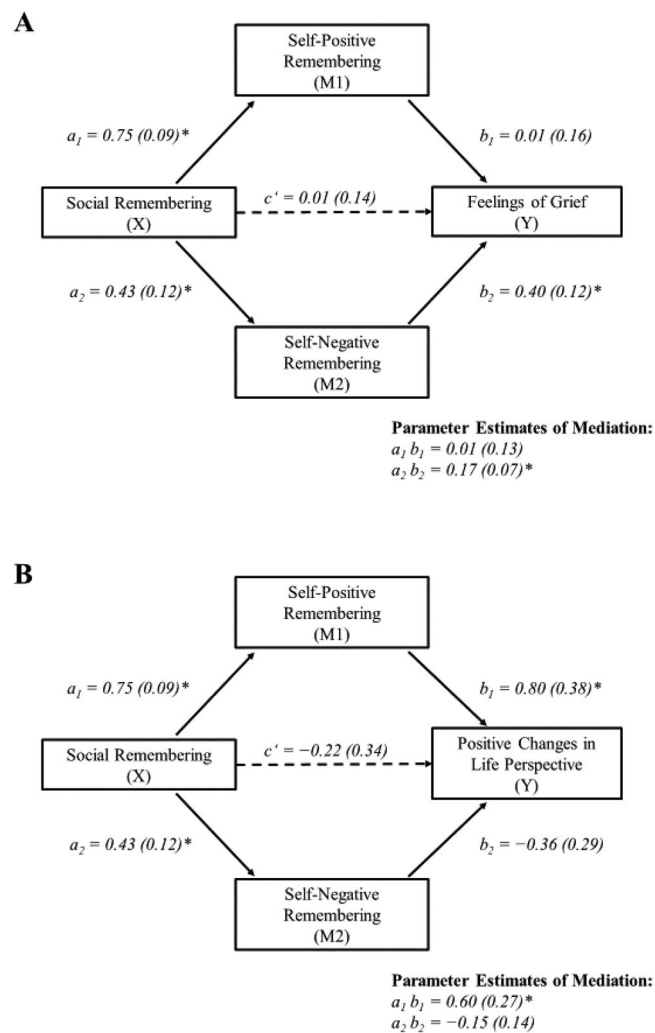 A
Self-Positive
Remembering
(M1)
a1 = 0.75 (0.09)*
b1 = 0.01 (0.16)
Social Remembering
(X)
c‘ = 0.01 (0.14)
Feelings of Grief
(Y)
a2 = 0.43 (0.12)*
b2 = 0.40 (0.12)*
Self-Negative
Remembering
(M2)
Parameter Estimates of Mediation:
a1 b1 = 0.01 (0.13)
a2 b2 = 0.17 (0.07)*
B
Self-Positive
Remembering
(M1)
a1 = 0.75 (0.09)*
b1 = 0.80 (0.38)*
Social Remembering
(X)
c‘ = −0.22 (0.34)
Positive Changes in
Life Perspective
(Y)
a2 = 0.43 (0.12)*
b2 = −0.36 (0.29)
Self-Negative
Remembering
(M2)
Parameter Estimates of Mediation:
a1 b1 = 0.60 (0.27)*
a2 b2 = −0.15 (0.14)